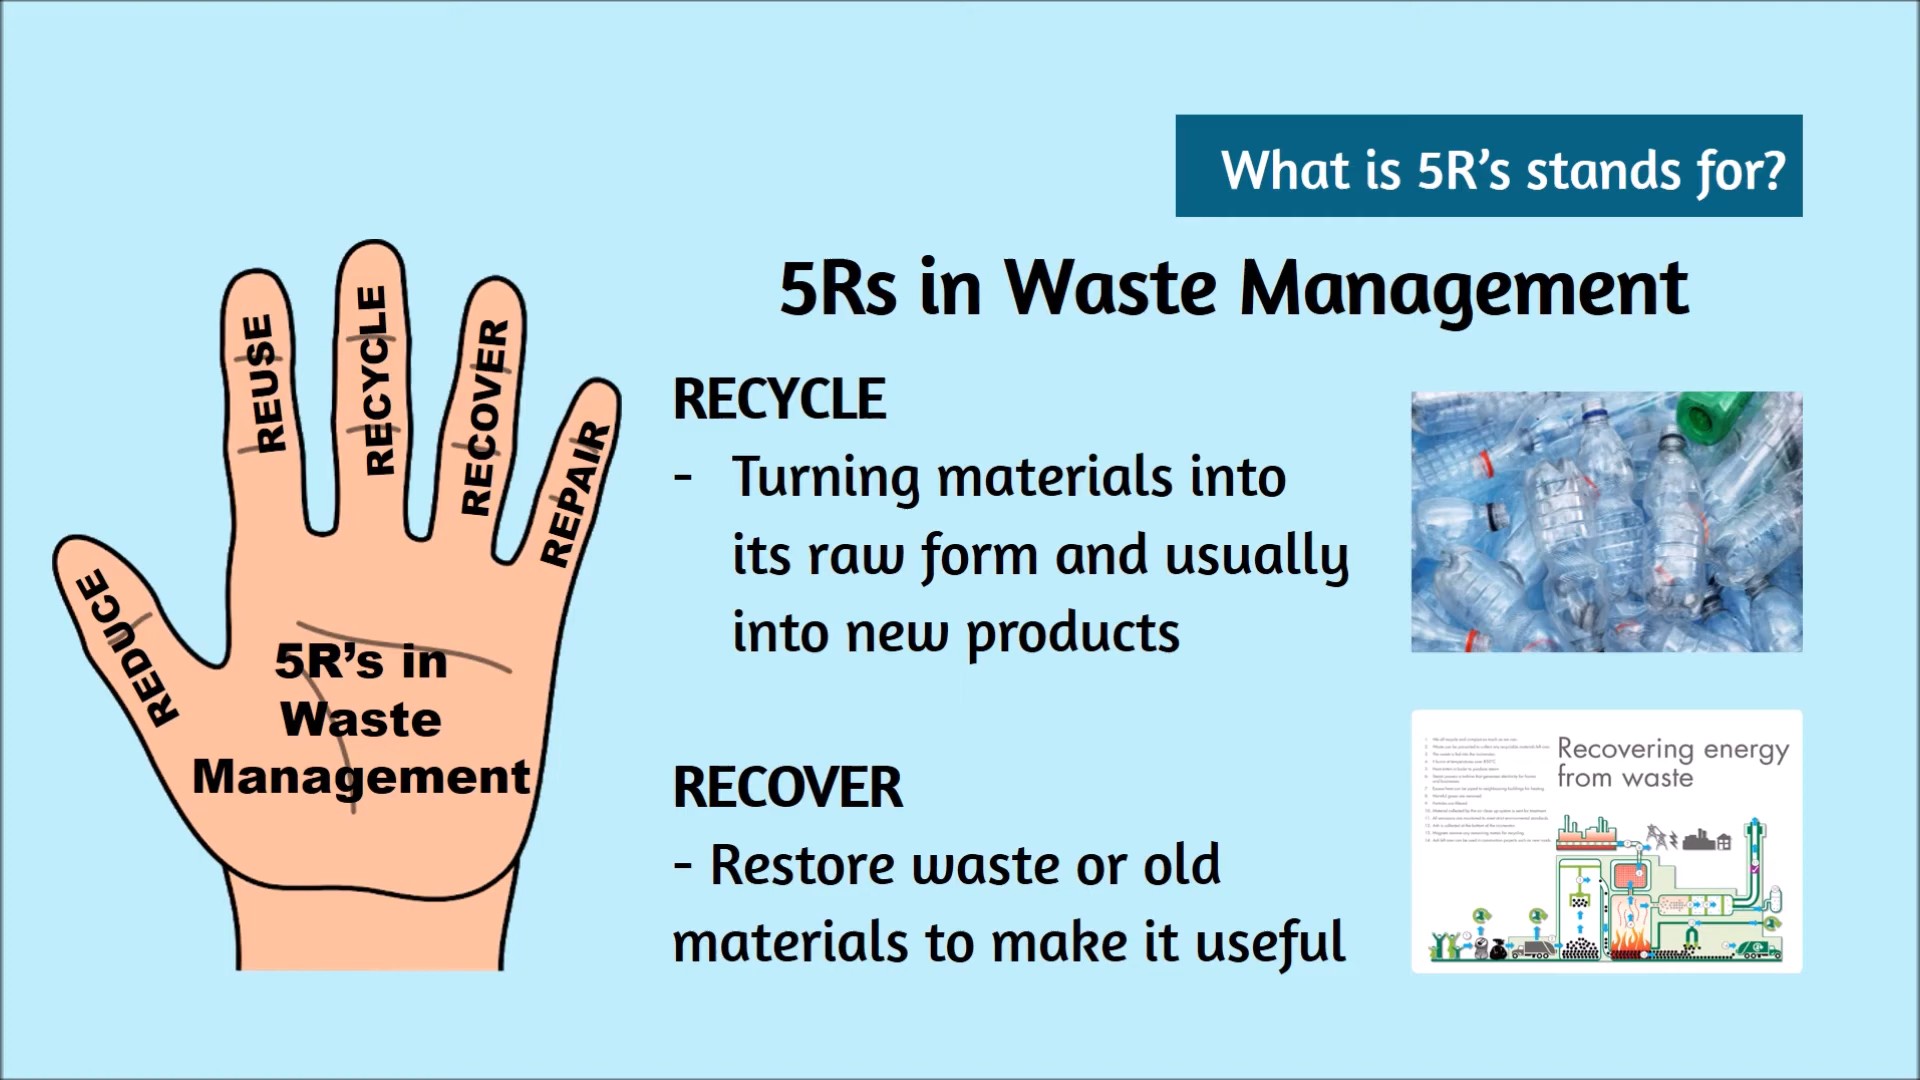 What is 5R's stands for?
5Rs in Waste Management
REDUCE
REUSE
RECYCLE
RECOVER
REPAIR
5R's in
Waste
Management
RECYCLE
- Turning materials into
its raw form and usually
into new products
RECOVER
- Restore waste or old
materials to make it useful
Recovering energy
from waste